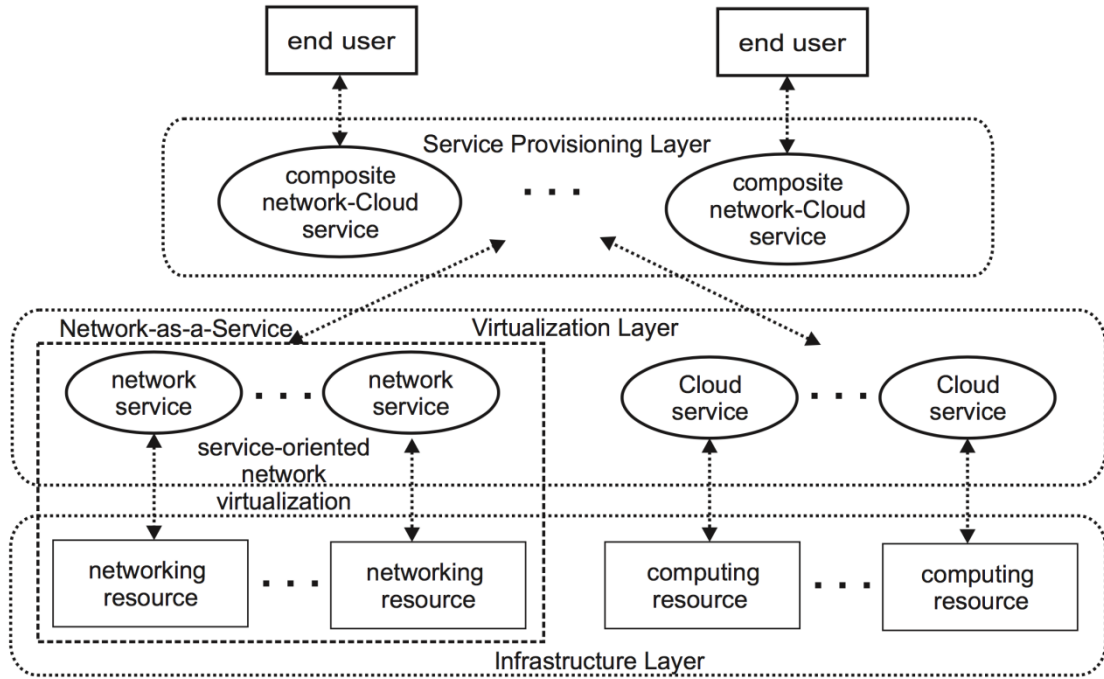 end user
end user
Service Provisioning Layer
composite
network-Cloud
service
. . .
composite
network-Cloud
service
Network-as-a-Service
Virtualization Layer
network
service
. . .
network
service
Cloud
service
. . .
Cloud
service
service-oriented
network
virtualization
networking
resource
. . .
networking
resource
computing
resource
. . .
computing
resource
Infrastructure Layer